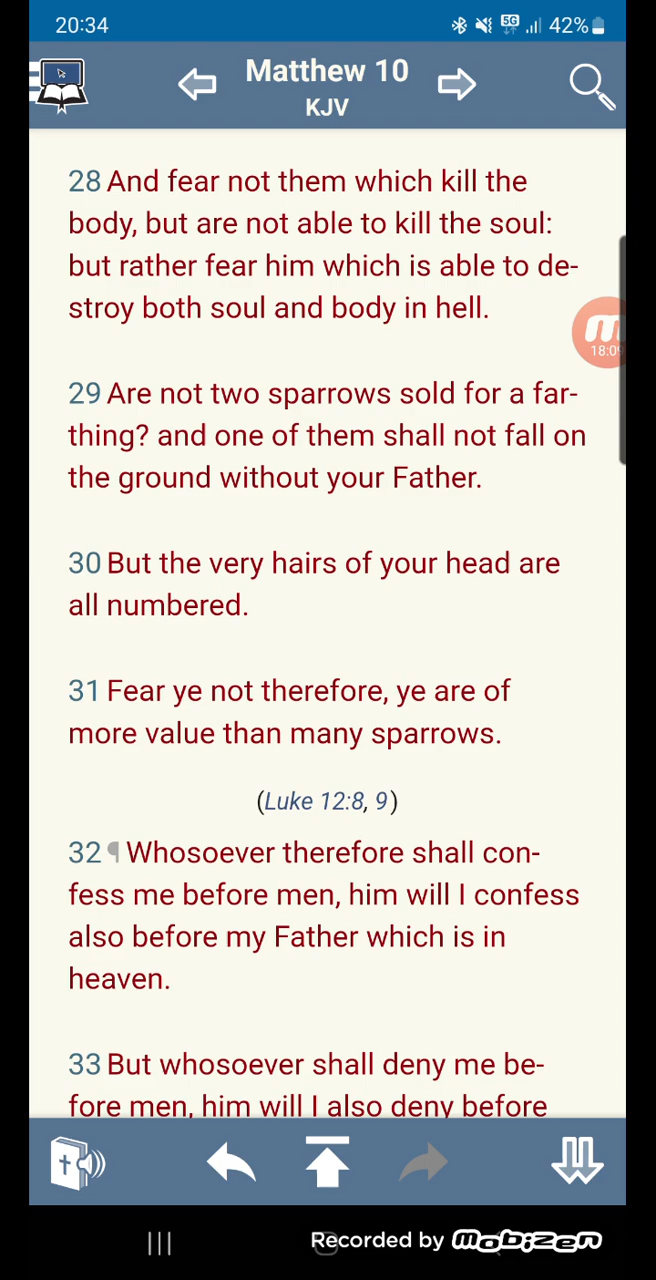 20:34 5G 42%
Matthew 10
KJV
28 And fear not them which kill the
body, but are not able to kill the soul:
but rather fear him which is able to de-
stroy both soul and body in hell.
18:09
29 Are not two sparrows sold for a far-
thing? and one of them shall not fall on
the ground without your Father.
30 But the very hairs of your head are
all numbered.
31 Fear ye not therefore, ye are of
more value than many sparrows.
(Luke 12:8, 9)
32 ¶ Whosoever therefore shall con-
fess me before men, him will I confess
also before my Father which is in
heaven.
33 But whosoever shall deny me be-
fore men, him will I also deny before
Recorded by mobizen